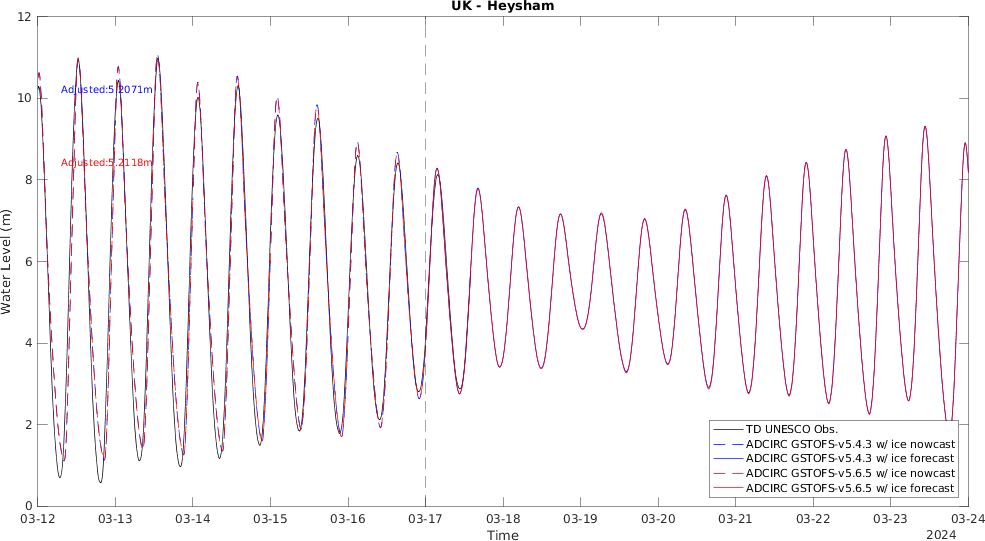 UK - Heysham
12
10
8
6
4
2
0
Water Level (m)
Adjusted:5.2071m
Adjusted:5.2118m
TD UNESCO Obs.
ADCIRC GSTOFS-v5.4.3 w/ ice nowcast
ADCIRC GSTOFS-v5.4.3 w/ ice forecast
ADCIRC GSTOFS-v5.6.5 w/ ice nowcast
ADCIRC GSTOFS-v5.6.5 w/ ice forecast
03-12 03-13 03-14 03-15 03-16 03-17 03-18 03-19 03-20 03-21 03-22 03-23 03-24
Time
2024